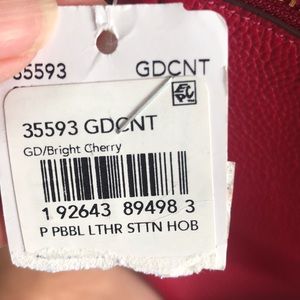 35593 GDCNT
35593 GDCNT
GD/Bright Cherry
1 92643 89498 3
P PBBL LTHR STTN HOB